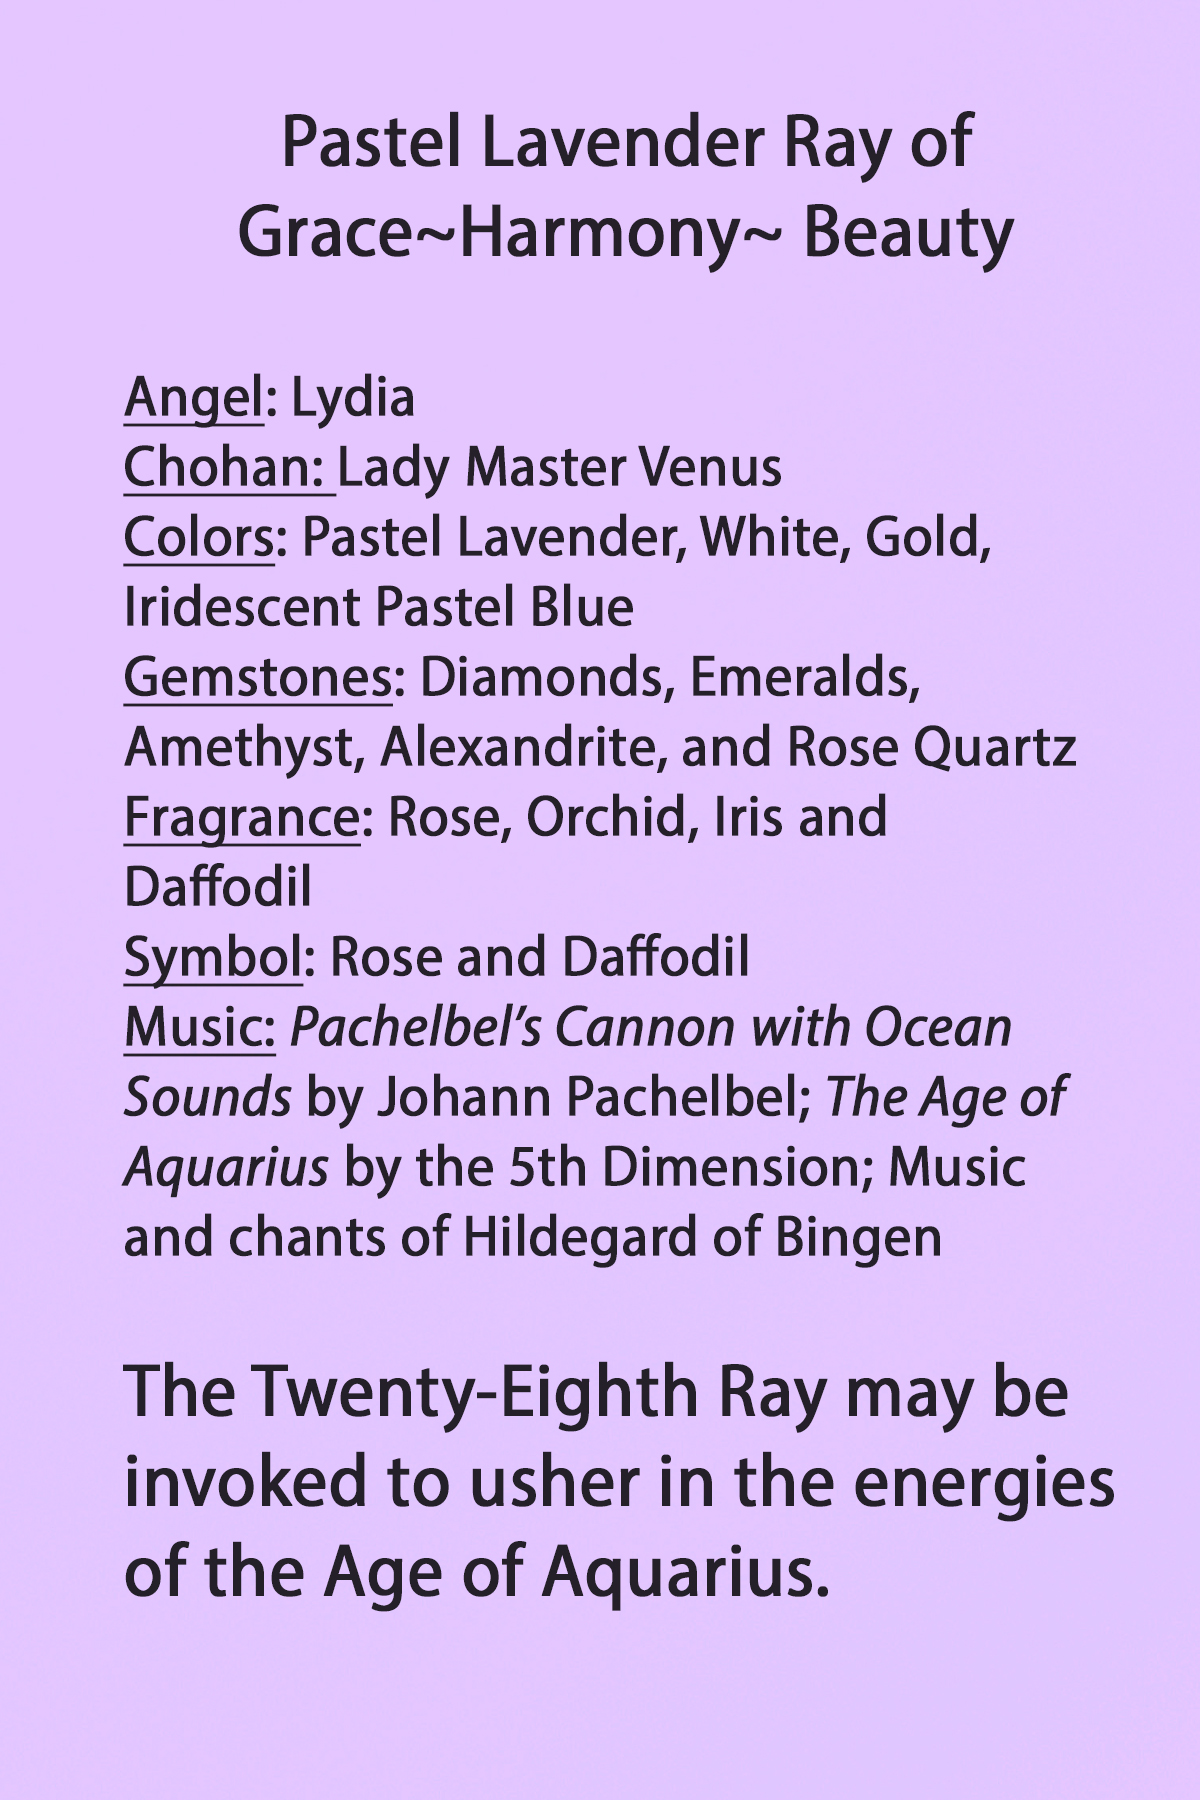 Pastel Lavender Ray of
Grace~Harmony~ Beauty
Angel: Lydia
Chohan: Lady Master Venus
Colors: Pastel Lavender, White, Gold,
Iridescent Pastel Blue
Gemstones: Diamonds, Emeralds,
Amethyst, Alexandrite, and Rose Quartz
Fragrance: Rose, Orchid, Iris and
Daffodil
Symbol: Rose and Daffodil
Music: Pachelbel’s Cannon with Ocean
Sounds by Johann Pachelbel; The Age of
Aquarius by the 5th Dimension; Music
and chants of Hildegard of Bingen
The Twenty-Eighth Ray may be
invoked to usher in the energies
of the Age of Aquarius.